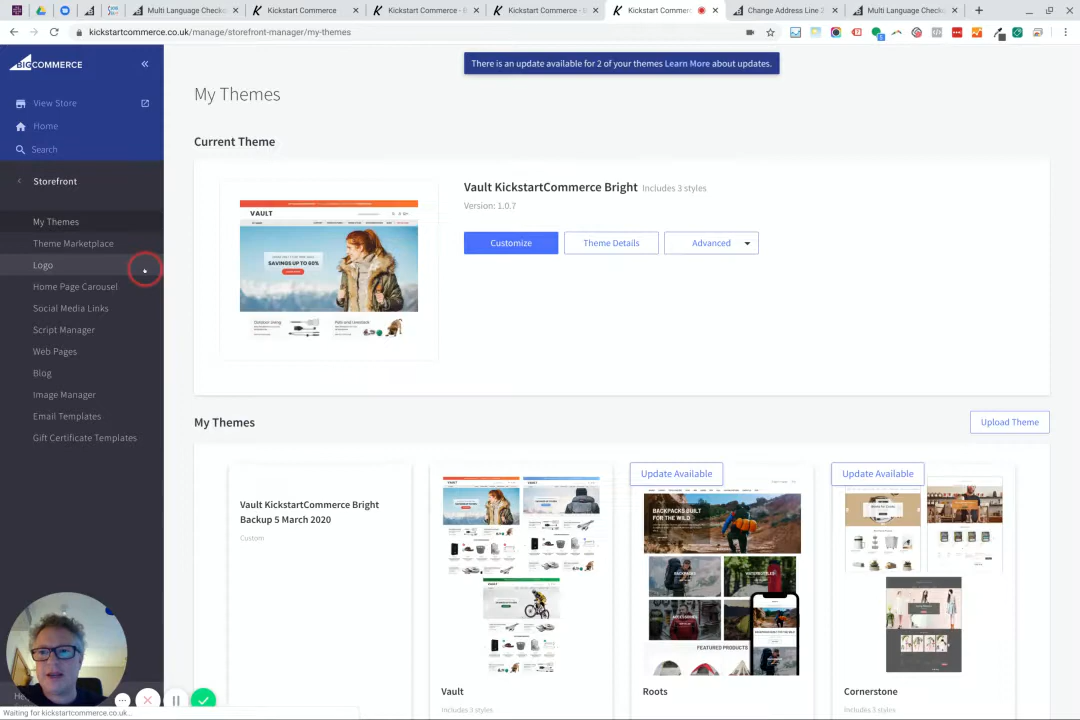 Multi Language Checko
Kickstart Commerce
Kickstart Commerce - 
Kickstart Commerce - 
Kickstart Commer
Change Address Line 2
Multi Language Checko
kickstartcommerce.co.uk/manage/storefront-manager/my-themes
BIGCOMMERCE
View Store
Home
Search
Storefront
My Themes
Theme Marketplace
Logo
Home Page Carousel
Social Media Links
Script Manager
Web Pages
Blog
Image Manager
Email Templates
Gift Certificate Templates
There is an update available for 2 of your themes Learn More about updates.
My Themes
Current Theme
VAULT
SAVINGS UP TO 60%
Vault KickstartCommerce Bright Includes 3 styles
Version: 1.0.7
Customize
Theme Details
Advanced
My Themes
Upload Theme
Vault KickstartCommerce Bright
Backup 5 March 2020
Custom
Vault
Includes 3 styles
Update Available
BACKPACKS BUILT
FOR THE WILD
FEATURED PRODUCTS
Roots
Update Available
Cornerstone
Includes 3 styles
Waiting for kickstartcommerce.co.uk...